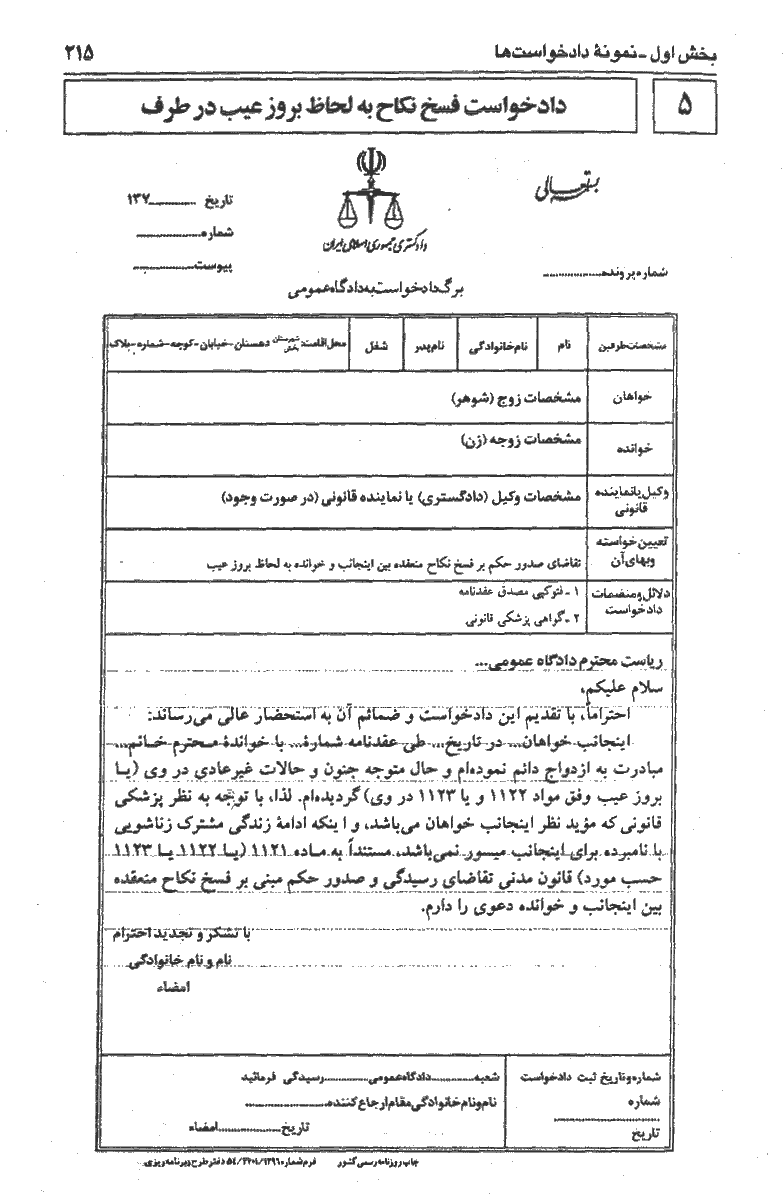 بخش اول ـ نمونهٔ دادخواست‌ها
۲۱۵
۵
دادخواست فسخ نکاح به لحاظ بروز عیب در طرف
بسمه‌تعالی
تاریخ ............۱۳۷
شماره..................
پیوست................
دادگستری جمهوری اسلامی ایران
شماره پرونده................
برگ دادخواست به دادگاه عمومی
مشخصات طرفین
نام
نام خانوادگی
نام پدر
شغل
محل اقامت: شهرستان بخش دهستان - خیابان - کوچه - شماره - پلاک
خواهان
مشخصات زوج (شوهر)
خوانده
مشخصات زوجه (زن)
وکیل یا نماینده
قانونی
مشخصات وکیل (دادگستری) یا نماینده قانونی (در صورت وجود)
تعیین خواسته
وبهای آن
تقاضای صدور حکم بر فسخ نکاح منعقده بین اینجانب و خوانده به لحاظ بروز عیب
دلائل و منضمات
دادخواست
۱ ـ فتوکپی مصدق عقدنامه
۲ ـ گواهی پزشکی قانونی
ریاست محترم دادگاه عمومی...
سلام علیکم،
احتراماً، با تقدیم این دادخواست و ضمائم آن به استحضار عالی می‌رساند:
اینجانب خواهان... در تاریخ... طی عقدنامه شمارهٔ... با خواندهٔ محترم خانم...
مبادرت به ازدواج دائم نموده‌ام و حال متوجه جنون و حالات غیرعادی در وی (یا
بروز عیب وفق مواد ۱۱۲۲ و یا ۱۱۲۳ در وی) گردیده‌ام. لذا، با توجه به نظر پزشکی
قانونی که مؤید نظر اینجانب خواهان می‌باشد، و اینکه ادامهٔ زندگی مشترک زناشویی
با نامبرده برای اینجانب میسور نمی‌باشد، مستنداً به ماده ۱۱۲۱ (یا ۱۱۲۲ یا ۱۱۲۳
حسب مورد) قانون مدنی تقاضای رسیدگی و صدور حکم مبنی بر فسخ نکاح منعقده
بین اینجانب و خوانده دعوی را دارم.
با تشکر و تجدید احترام
نام و نام خانوادگی
امضاء
شماره و تاریخ ثبت دادخواست
شماره
تاریخ
شعبه............دادگاه عمومی............رسیدگی فرمائید
نام و نام خانوادگی مقام ارجاع کننده......................
تاریخ..................امضاء
چاپ روزنامه رسمی کشور فرم شماره ۵۴/۳۲۰۱/۱۳۹۶ دفتر طرح و برنامه‌ریزی